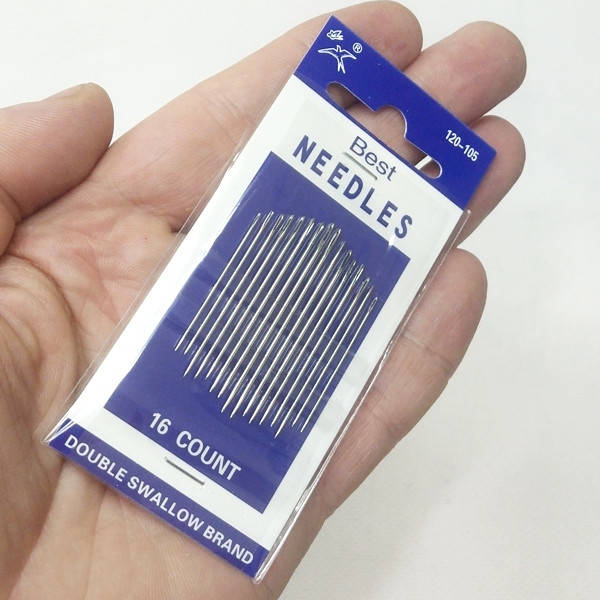 ®
120-105
Best
NEEDLES
16 COUNT
DOUBLE SWALLOW BRAND